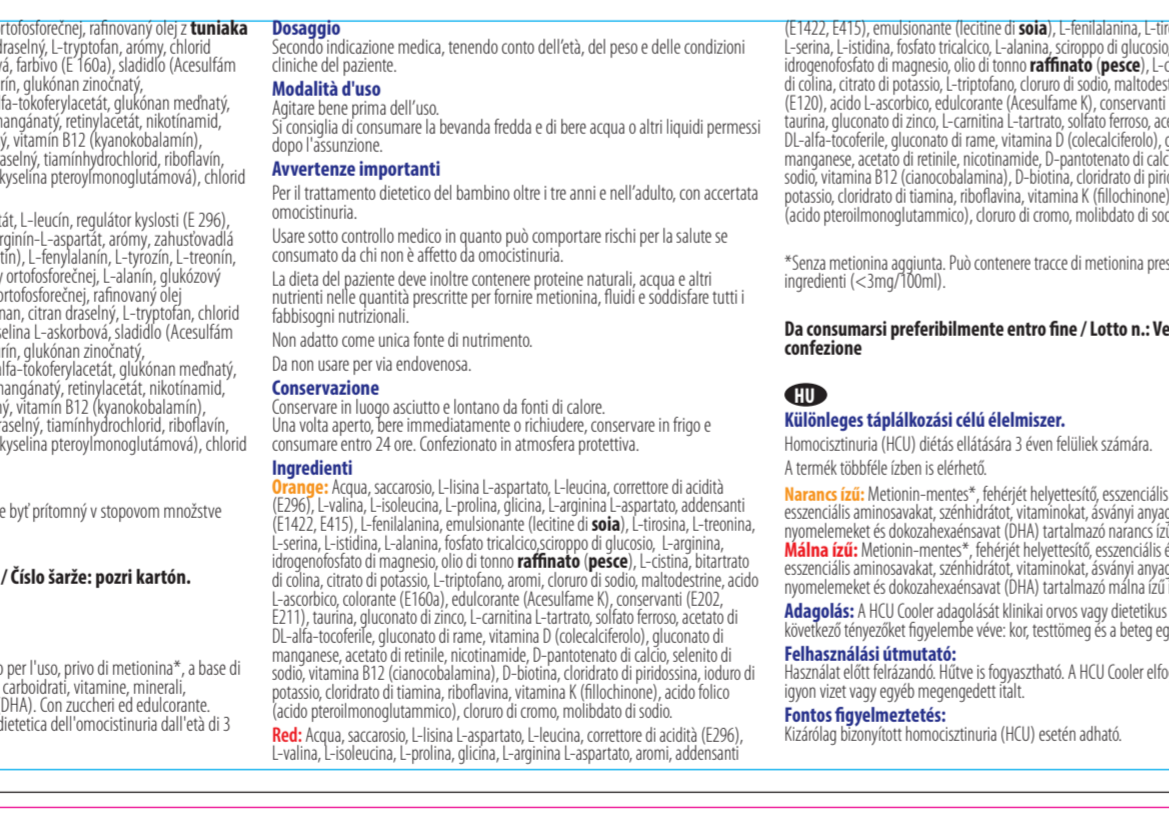 rtofosforečnej, rafinovaný olej z tuniaka
draselný, L-tryptofan, arómy, chlorid
vá, farbivo (E 160a), sladidlo (Acesulfám
rín, glukónan zinočnatý,
lfa-tokoferylacetát, glukónan meďnatý,
mangánatý, retinylacetát, nikotínamid,
ný, vitamín B12 (kyanokobalamín),
raselný, tiamínhydrochlorid, riboflavín,
kyselina pteroylmonoglutámová), chlorid
tát, L-leucín, regulátor kyslosti (E 296),
rginín-L-aspartát, arómy, zahusťovadlá
tín), L-fenylalanín, L-tyrozín, L-treonín,
y ortofosforečnej, L-alanín, glukózový
ortofosforečnej, rafinovaný olej
nan, citran draselný, L-tryptofan, chlorid
selina L-askorbová, sladidlo (Acesulfám
rín, glukónan zinočnatý,
alfa-tokoferylacetát, glukónan meďnatý,
mangánatý, retinylacetát, nikotínamid,
ný, vitamín B12 (kyanokobalamín),
raselný, tiamínhydrochlorid, riboflavín,
kyselina pteroylmonoglutámová), chlorid
e byť prítomný v stopovom množstve
/ Číslo šarže: pozri kartón.
o per l'uso, privo di metionina*, a base di
carboidrati, vitamine, minerali,
(DHA). Con zuccheri ed edulcorante.
dietetica dell'omocistinuria dall'età di 3
Dosaggio
Secondo indicazione medica, tenendo conto dell'età, del peso e delle condizioni
cliniche del paziente.
Modalità d'uso
Agitare bene prima dell'uso.
Si consiglia di consumare la bevanda fredda e di bere acqua o altri liquidi permessi
dopo l'assunzione.
Avvertenze importanti
Per il trattamento dietetico del bambino oltre i tre anni e nell'adulto, con accertata
omocistinuria.
Usare sotto controllo medico in quanto può comportare rischi per la salute se
consumato da chi non è affetto da omocistinuria.
La dieta del paziente deve inoltre contenere proteine naturali, acqua e altri
nutrienti nelle quantità prescritte per fornire metionina, fluidi e soddisfare tutti i
fabbisogni nutrizionali.
Non adatto come unica fonte di nutrimento.
Da non usare per via endovenosa.
Conservazione
Conservare in luogo asciutto e lontano da fonti di calore.
Una volta aperto, bere immediatamente o richiudere, conservare in frigo e
consumare entro 24 ore. Confezionato in atmosfera protettiva.
Ingredienti
Orange: Acqua, saccarosio, L-lisina L-aspartato, L-leucina, correttore di acidità
(E296), L-valina, L-isoleucina, L-prolina, glicina, L-arginina L-aspartato, addensanti
(E1422, E415), L-fenilalanina, emulsionante (lecitine di soia), L-tirosina, L-treonina,
L-serina, L-istidina, L-alanina, fosfato tricalcico,sciroppo di glucosio, L-arginina,
idrogenofosfato di magnesio, olio di tonno raffinato (pesce), L-cistina, bitartrato
di colina, citrato di potassio, L-triptofano, aromi, cloruro di sodio, maltodestrine, acido
L-ascorbico, colorante (E160a), edulcorante (Acesulfame K), conservanti (E202,
E211), taurina, gluconato di zinco, L-carnitina L-tartrato, solfato ferroso, acetato di
DL-alfa-tocoferile, gluconato di rame, vitamina D (colecalciferolo), gluconato di
manganese, acetato di retinile, nicotinamide, D-pantotenato di calcio, selenito di
sodio, vitamina B12 (cianocobalamina), D-biotina, cloridrato di piridossina, ioduro di
potassio, cloridrato di tiamina, riboflavina, vitamina K (fillochinone), acido folico
(acido pteroilmonoglutammico), cloruro di cromo, molibdato di sodio.
Red: Acqua, saccarosio, L-lisina L-aspartato, L-leucina, correttore di acidità (E296),
L-valina, L-isoleucina, L-prolina, glicina, L-arginina L-aspartato, aromi, addensanti
(E1422, E415), emulsionante (lecitine di soia), L-fenilalanina, L-tir
L-serina, L-istidina, fosfato tricalcico, L-alanina, sciroppo di glucosio,
idrogenofosfato di magnesio, olio di tonno raffinato (pesce), L-c
di colina, citrato di potassio, L-triptofano, cloruro di sodio, maltodest
(E120), acido L-ascorbico, edulcorante (Acesulfame K), conservanti
taurina, gluconato di zinco, L-carnitina L-tartrato, solfato ferroso, ace
DL-alfa-tocoferile, gluconato di rame, vitamina D (colecalciferolo), g
manganese, acetato di retinile, nicotinamide, D-pantotenato di calc
sodio, vitamina B12 (cianocobalamina), D-biotina, cloridrato di piri
potassio, cloridrato di tiamina, riboflavina, vitamina K (fillochinone)
(acido pteroilmonoglutammico), cloruro di cromo, molibdato di sod
*Senza metionina aggiunta. Può contenere tracce di metionina pres
ingredienti (<3mg/100ml).
Da consumarsi preferibilmente entro fine / Lotto n.: Ve
confezione
HU
Különleges táplálkozási célú élelmiszer.
Homocisztinuria (HCU) diétás ellátására 3 éven felüliek számára.
A termék többféle ízben is elérhető.
Narancs ízű: Metionin-mentes*, fehérjét helyettesítő, esszenciális
esszenciális aminosavakat, szénhidrátot, vitaminokat, ásványi anyag
nyomelemeket és dokozahexaénsavat (DHA) tartalmazó narancs ízű
Málna ízű: Metionin-mentes*, fehérjét helyettesítő, esszenciális é
esszenciális aminosavakat, szénhidrátot, vitaminokat, ásványi anyag
nyomelemeket és dokozahexaénsavat (DHA) tartalmazó málna ízű
Adagolás: A HCU Cooler adagolását klinikai orvos vagy dietetikus
következő tényezőket figyelembe véve: kor, testtömeg és a beteg eg
Felhasználási útmutató:
Használat előtt felrázandó. Hűtve is fogyasztható. A HCU Cooler elfo
igyon vizet vagy egyéb megengedett italt.
Fontos figyelmeztetés:
Kizárólag bizonyított homocisztinuria (HCU) esetén adható.